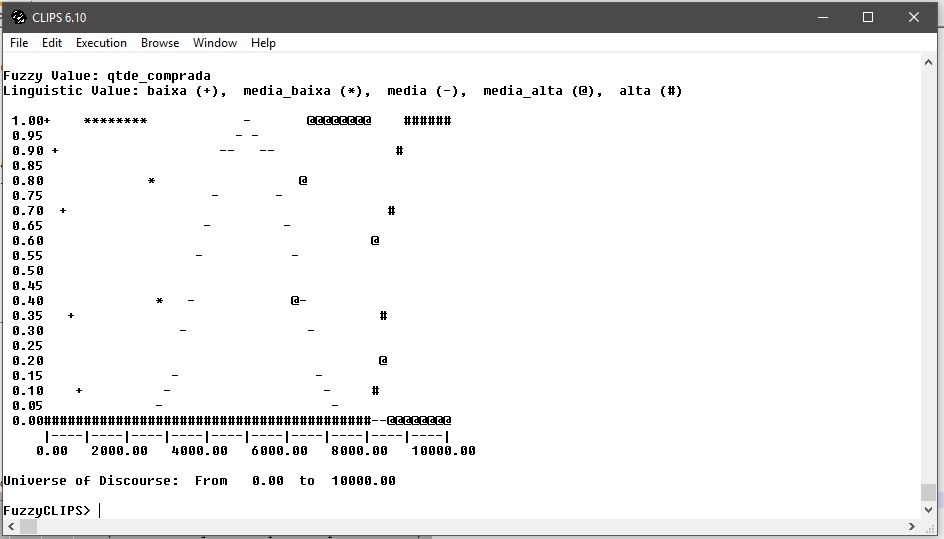 CLIPS 6.10
File Edit Execution Browse Window Help
Fuzzy Value: qtde_comprada
Linguistic Value: baixa (+),  media_baixa (*),  media (-),  media_alta (@),  alta (#)
 1.00+    ********            -       @@@@@@@@    ######
 0.95                        - -
 0.90 +                    --   --               #
 0.85
 0.80             *                  @
 0.75                     -       -
 0.70  +                                        #
 0.65                    -         -
 0.60                                         @
 0.55                   -           -
 0.50
 0.45
 0.40              *   -            @-
 0.35   +                                      #
 0.30                 -               -
 0.25
 0.20                                          @
 0.15                -                 -
 0.10    +          -                   -     #
 0.05              -                     -
 0.00#########################################--@@@@@@@@
     |----|----|----|----|----|----|----|----|----|----|
    0.00   2000.00   4000.00   6000.00   8000.00   10000.00
Universe of Discourse:  From   0.00  to  10000.00
FuzzyCLIPS>